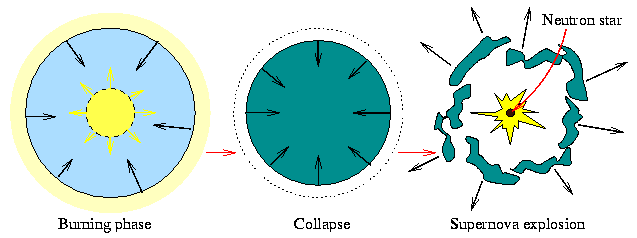 Neutron star
Burning phase
Collapse
Supernova explosion